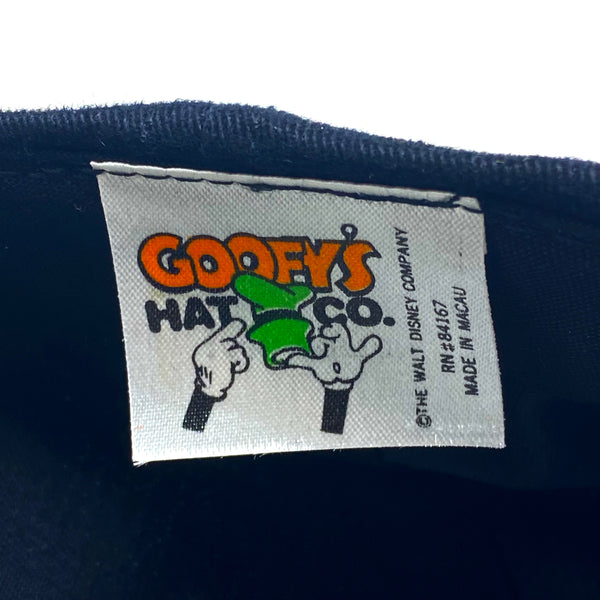 GOOFY'S
HAT CO.
©THE WALT DISNEY COMPANY
RN#84167
MADE IN MACAU